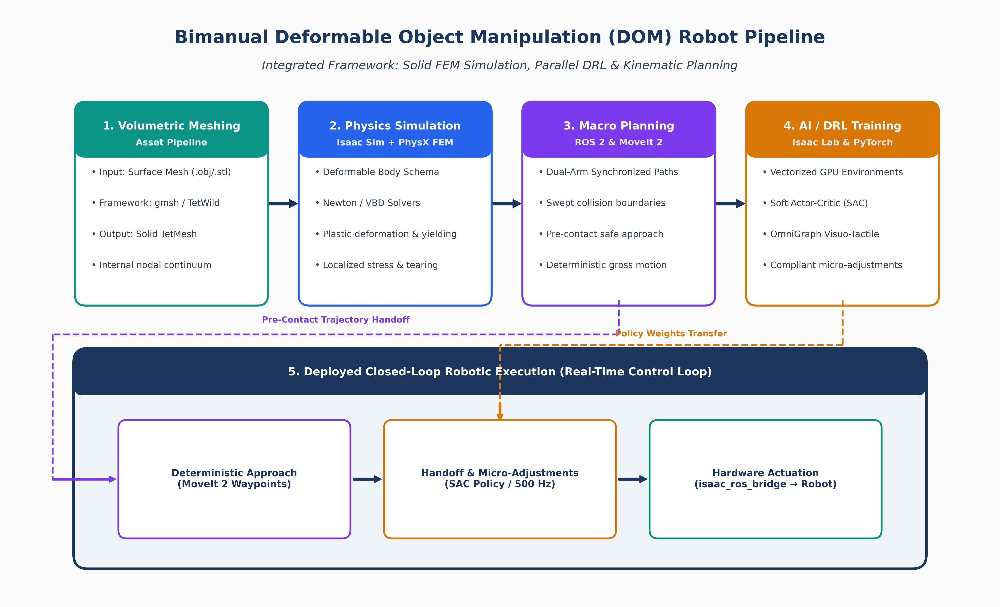 Bimanual Deformable Object Manipulation (DOM) Robot Pipeline
Integrated Framework: Solid FEM Simulation, Parallel DRL & Kinematic Planning
1. Volumetric Meshing
Asset Pipeline
• Input: Surface Mesh (.obj/.stl)
• Framework: gmsh / TetWild
• Output: Solid TetMesh
• Internal nodal continuum
2. Physics Simulation
Isaac Sim + PhysX FEM
• Deformable Body Schema
• Newton / VBD Solvers
• Plastic deformation & yielding
• Localized stress & tearing
3. Macro Planning
ROS 2 & MoveIt 2
• Dual-Arm Synchronized Paths
• Swept collision boundaries
• Pre-contact safe approach
• Deterministic gross motion
4. AI / DRL Training
Isaac Lab & PyTorch
• Vectorized GPU Environments
• Soft Actor-Critic (SAC)
• OmniGraph Visuo-Tactile
• Compliant micro-adjustments
Pre-Contact Trajectory Handoff
Policy Weights Transfer
5. Deployed Closed-Loop Robotic Execution (Real-Time Control Loop)
Deterministic Approach
(MoveIt 2 Waypoints)
Handoff & Micro-Adjustments
(SAC Policy / 500 Hz)
Hardware Actuation
(isaac_ros_bridge → Robot)